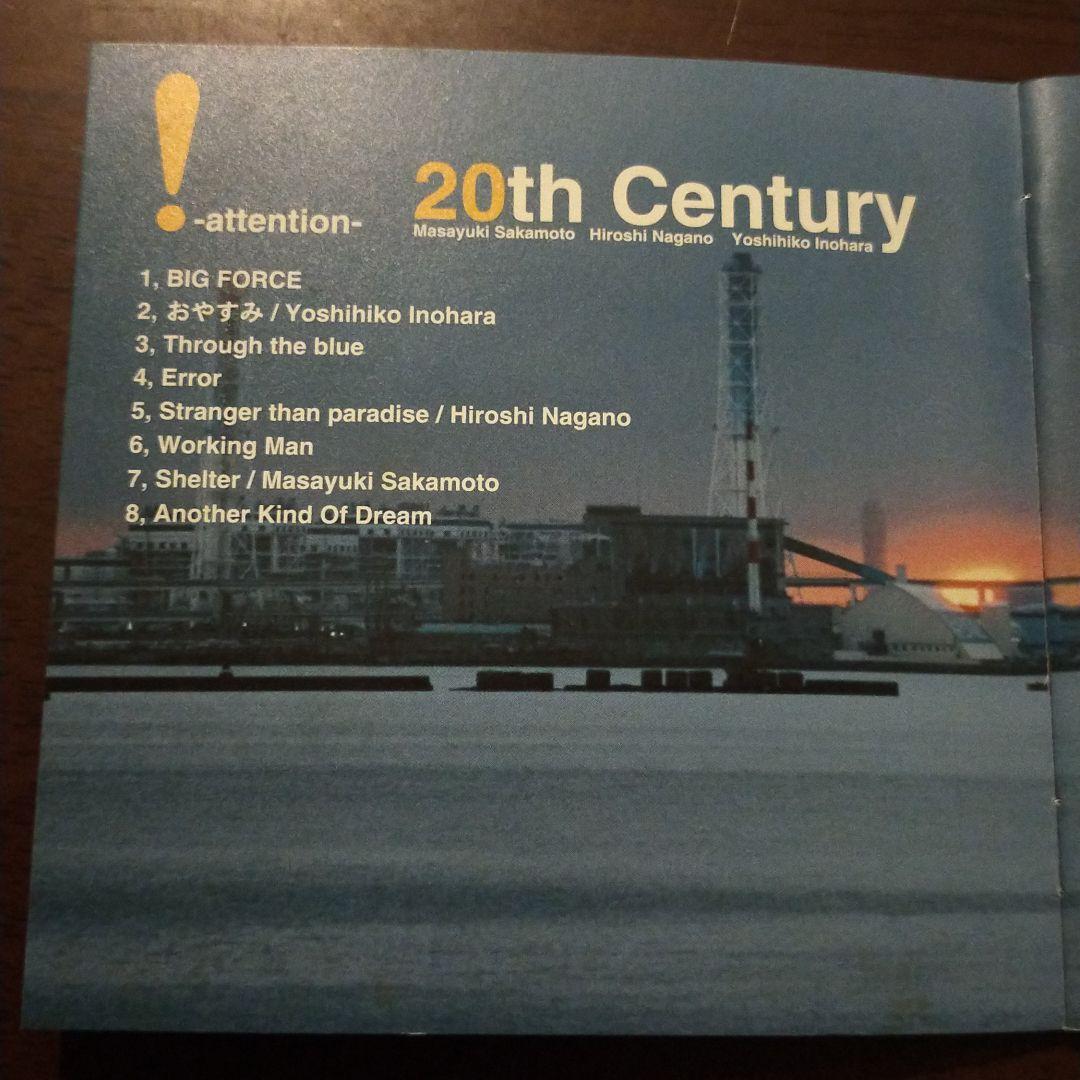 !
-attention-
20th Century
Masayuki Sakamoto Hiroshi Nagano Yoshihiko Inohara
1, BIG FORCE
2, おやすみ / Yoshihiko Inohara
3, Through the blue
4, Error
5, Stranger than paradise / Hiroshi Nagano
6, Working Man
7, Shelter / Masayuki Sakamoto
8, Another Kind Of Dream